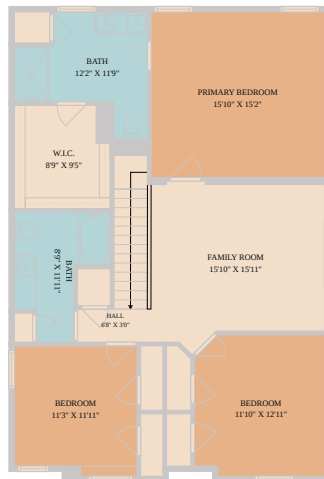 BATH
12'2" X 11'9"
PRIMARY BEDROOM
15'10" X 15'2"
W.I.C.
8'9" X 9'5"
FAMILY ROOM
15'10" X 15'11"
BATH
8'9" X 11'11"
HALL
6'8" X 3'0"
BEDROOM
11'3" X 11'11"
BEDROOM
11'10" X 12'11"